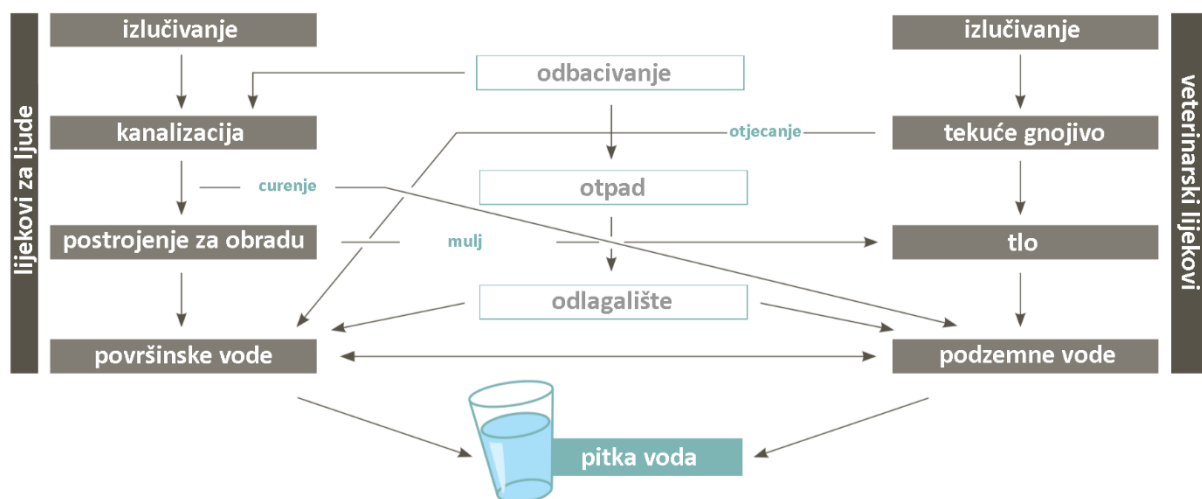 lijekovi za ljude
izlučivanje
izlučivanje
veterinarski lijekovi
odbacivanje
kanalizacija
otjecanje
tekuće gnojivo
curenje
otpad
postrojenje za obradu
mulj
tlo
odlagalište
površinske vode
podzemne vode
pitka voda